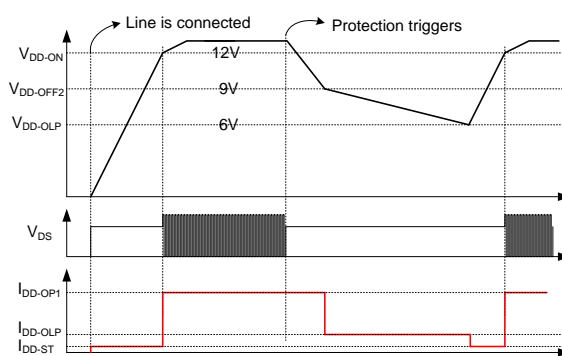 Line is connected
Protection triggers
VDD-ON
12V
VDD-OFF2
9V
VDD-OLP
6V
VDS
IDD-OP1
IDD-OLP
IDD-ST